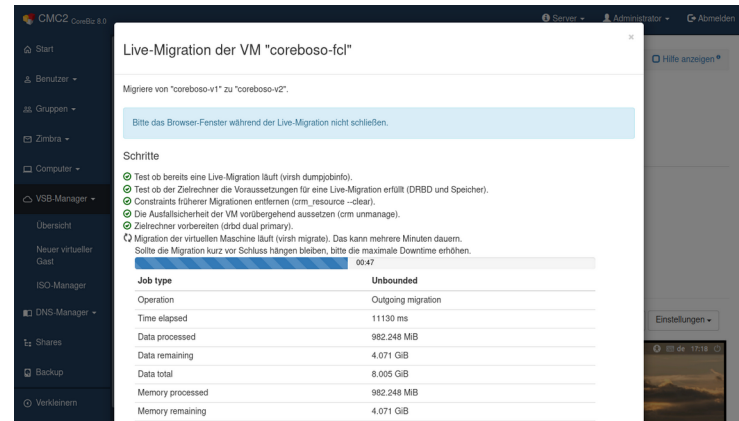 CMC2 CoreBiz 8.0
Server
Administrator
Abmelden
Start
Benutzer
Gruppen
Zimbra
Computer
VSB-Manager
Übersicht
Neuer virtueller
Gast
ISO-Manager
DNS-Manager
Shares
Backup
Verkleinern
Hilfe anzeigen
Einstellungen
de 17:18
Live-Migration der VM "coreboso-fcl"
×
Migriere von "coreboso-v1" zu "coreboso-v2".
Bitte das Browser-Fenster während der Live-Migration nicht schließen.
Schritte
Test ob bereits eine Live-Migration läuft (virsh dumpjobinfo).
Test ob der Zielrechner die Voraussetzungen für eine Live-Migration erfüllt (DRBD und Speicher).
Constraints früherer Migrationen entfernen (crm_resource --clear).
Die Ausfallsicherheit der VM vorübergehend aussetzen (crm unmanage).
Zielrechner vorbereiten (drbd dual primary).
Migration der virtuellen Maschine läuft (virsh migrate). Das kann mehrere Minuten dauern.
Sollte die Migration kurz vor Schluss hängen bleiben, bitte die maximale Downtime erhöhen.
00:47
Job type Unbounded
Operation Outgoing migration
Time elapsed 11130 ms
Data processed 982.248 MiB
Data remaining 4.071 GiB
Data total 8.005 GiB
Memory processed 982.248 MiB
Memory remaining 4.071 GiB